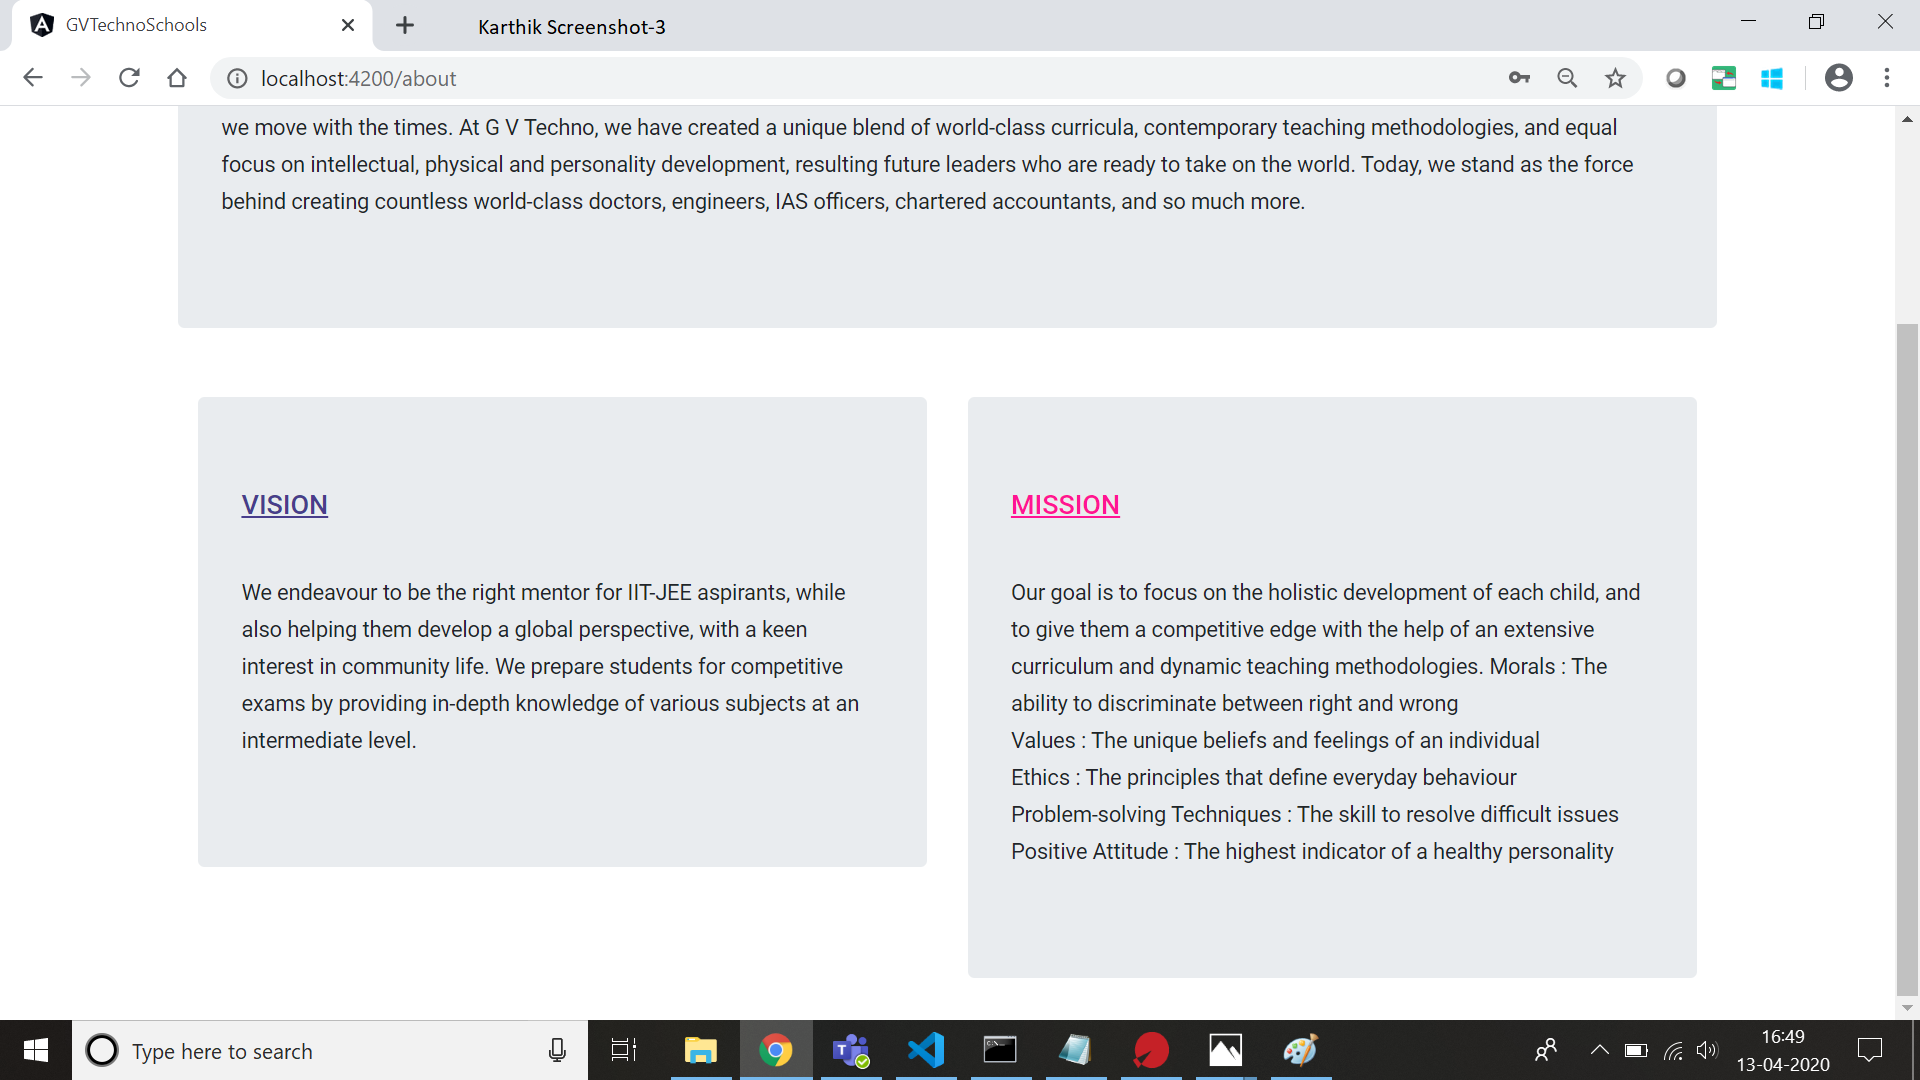 GVTechnoSchools
Karthik Screenshot-3
localhost:4200/about
we move with the times. At G V Techno, we have created a unique blend of world-class curricula, contemporary teaching methodologies, and equal
focus on intellectual, physical and personality development, resulting future leaders who are ready to take on the world. Today, we stand as the force
behind creating countless world-class doctors, engineers, IAS officers, chartered accountants, and so much more.
VISION
We endeavour to be the right mentor for IIT-JEE aspirants, while
also helping them develop a global perspective, with a keen
interest in community life. We prepare students for competitive
exams by providing in-depth knowledge of various subjects at an
intermediate level.
MISSION
Our goal is to focus on the holistic development of each child, and
to give them a competitive edge with the help of an extensive
curriculum and dynamic teaching methodologies. Morals : The
ability to discriminate between right and wrong
Values : The unique beliefs and feelings of an individual
Ethics : The principles that define everyday behaviour
Problem-solving Techniques : The skill to resolve difficult issues
Positive Attitude : The highest indicator of a healthy personality
Type here to search
16:49
13-04-2020